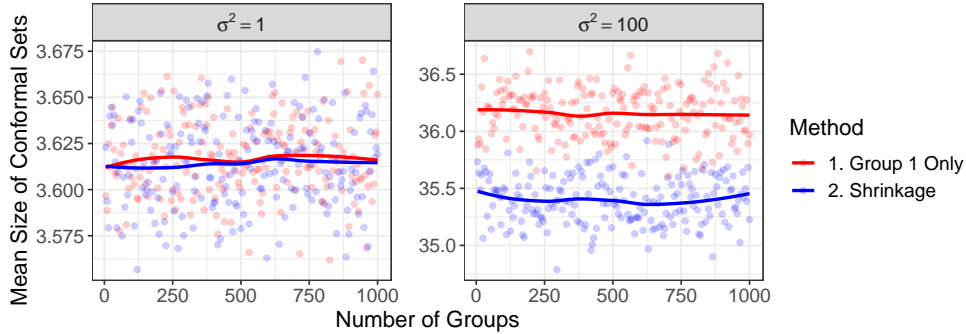 σ² = 1
σ² = 100
Mean Size of Conformal Sets
3.675
3.650
3.625
3.600
3.575
36.5
36.0
35.5
35.0
0 250 500 750 1000
0 250 500 750 1000
Number of Groups
Method
1. Group 1 Only
2. Shrinkage